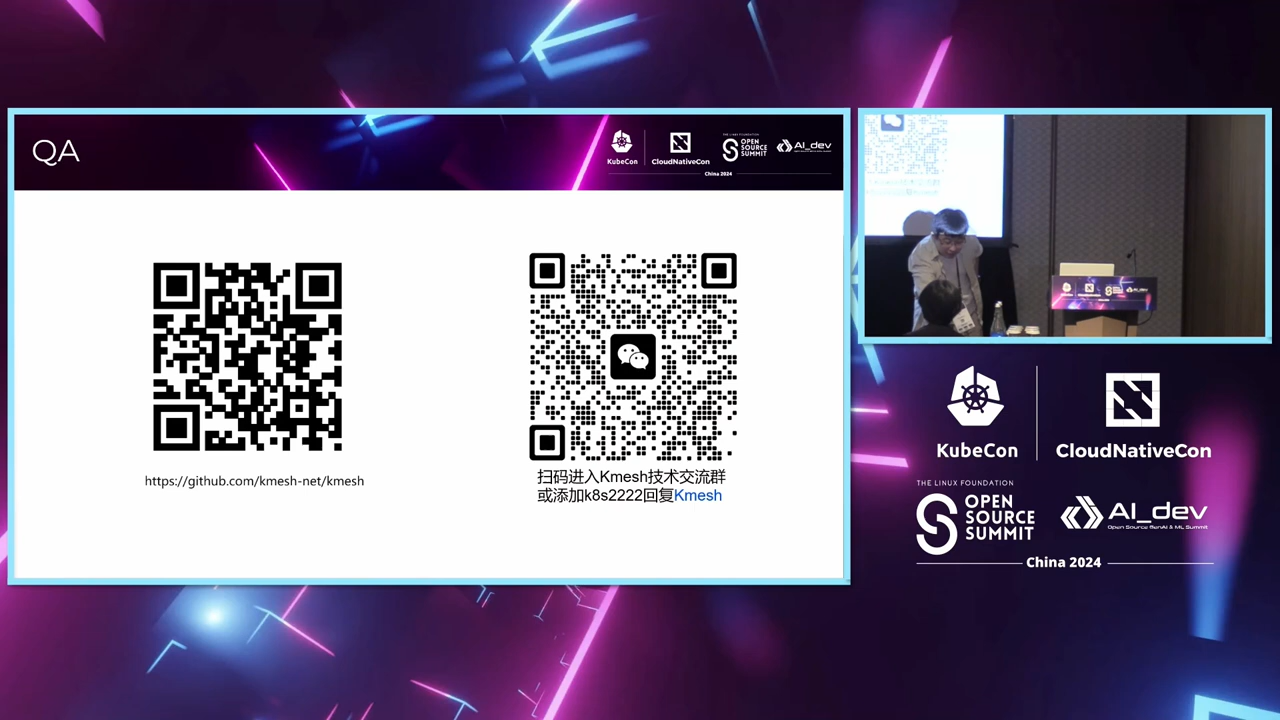 QA
KubeCon
CloudNativeCon
THE LINUX FOUNDATION
OPEN
SOURCE
SUMMIT
AI_dev
China 2024
https://github.com/kmesh-net/kmesh
扫码进入Kmesh技术交流群
或添加k8s2222回复Kmesh
KubeCon
CloudNativeCon
THE LINUX FOUNDATION
OPEN
SOURCE
SUMMIT
AI_dev
Open Source GenAI & ML Summit
China 2024